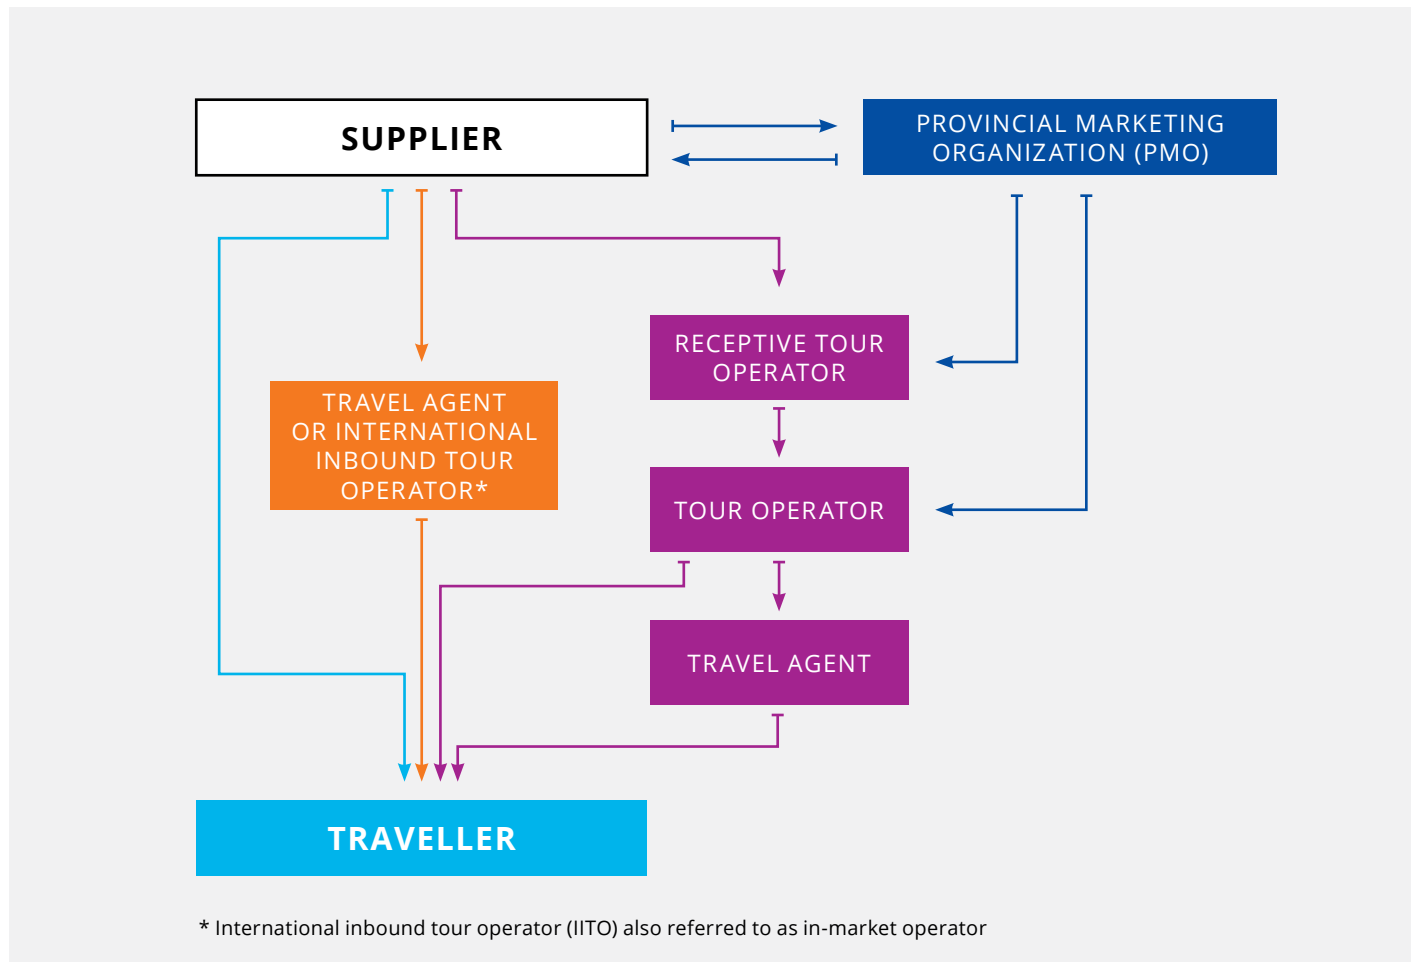 SUPPLIER
PROVINCIAL MARKETING
ORGANIZATION (PMO)
RECEPTIVE TOUR
OPERATOR
TRAVEL AGENT
OR INTERNATIONAL
INBOUND TOUR
OPERATOR*
TOUR OPERATOR
TRAVEL AGENT
TRAVELLER
* International inbound tour operator (IITO) also referred to as in-market operator